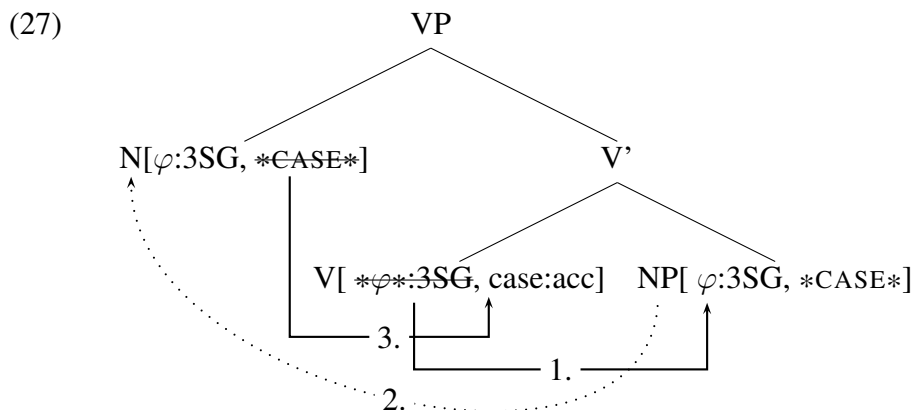 (27) VP
N[φ:3SG, *CASE*] V’
V[ *φ*:3SG, case:acc] NP[ φ:3SG, *CASE*]
3.
1.
2.